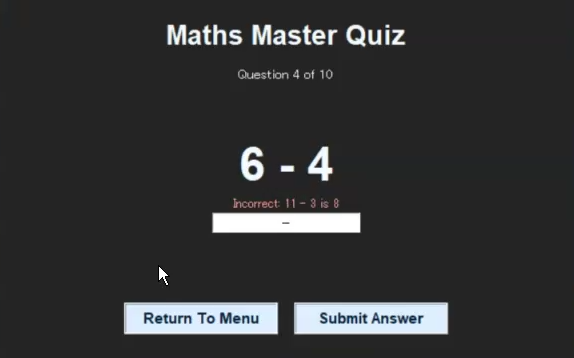 Maths Master Quiz
Question 4 of 10
6 - 4
Incorrect: 11 - 3 is 8
-
Return To Menu
Submit Answer